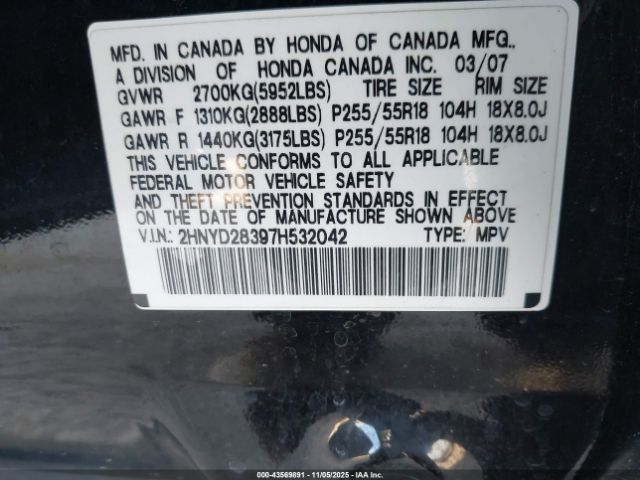 MFD. IN CANADA BY HONDA OF CANADA MFG.,
A DIVISION OF HONDA CANADA INC. 03/07
GVWR 2700KG(5952LBS) TIRE SIZE RIM SIZE
GAWR F 1310KG(2888LBS) P255/55R18 104H 18X8.0J
GAWR R 1440KG(3175LBS) P255/55R18 104H 18X8.0J
THIS VEHICLE CONFORMS TO ALL APPLICABLE
FEDERAL MOTOR VEHICLE SAFETY
AND THEFT PREVENTION STANDARDS IN EFFECT
ON THE DATE OF MANUFACTURE SHOWN ABOVE
V.I.N.: 2HNYD28397H532042 TYPE: MPV
00-43569891 - 11/05/2025 - IAA Inc.